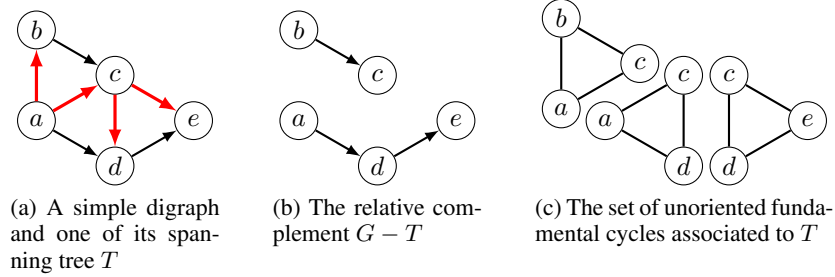 b
c
a
e
d
b
c
a
e
d
b
c
a
c
a
d
c
e
d
(a) A simple digraph
and one of its span-
ning tree T
(b) The relative com-
plement G − T
(c) The set of unoriented funda-
mental cycles associated to T